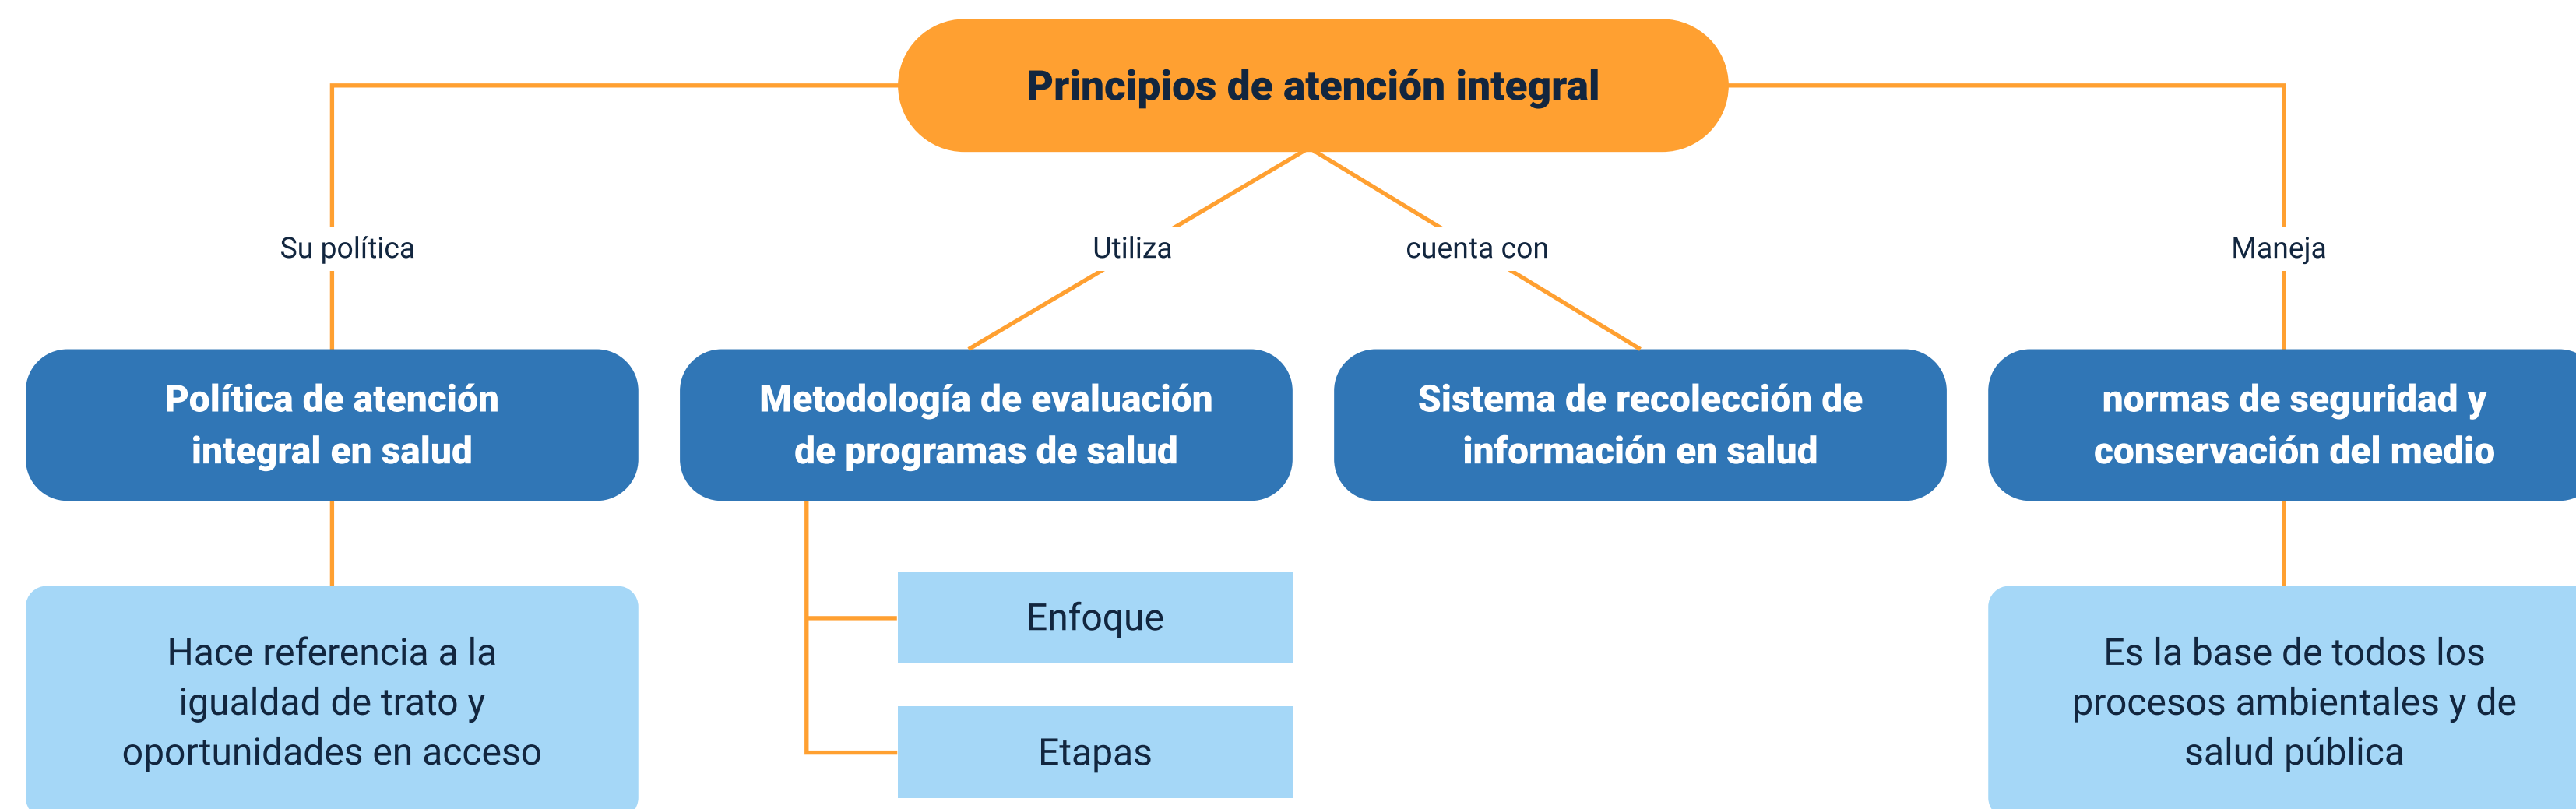 Principios de atención integral
Su política
Utiliza
cuenta con
Maneja
Política de atención
integral en salud
Metodología de evaluación
de programas de salud
Sistema de recolección de
información en salud
normas de seguridad y
conservación del medio
Hace referencia a la
igualdad de trato y
oportunidades en acceso
Enfoque
Etapas
Es la base de todos los
procesos ambientales y de
salud pública